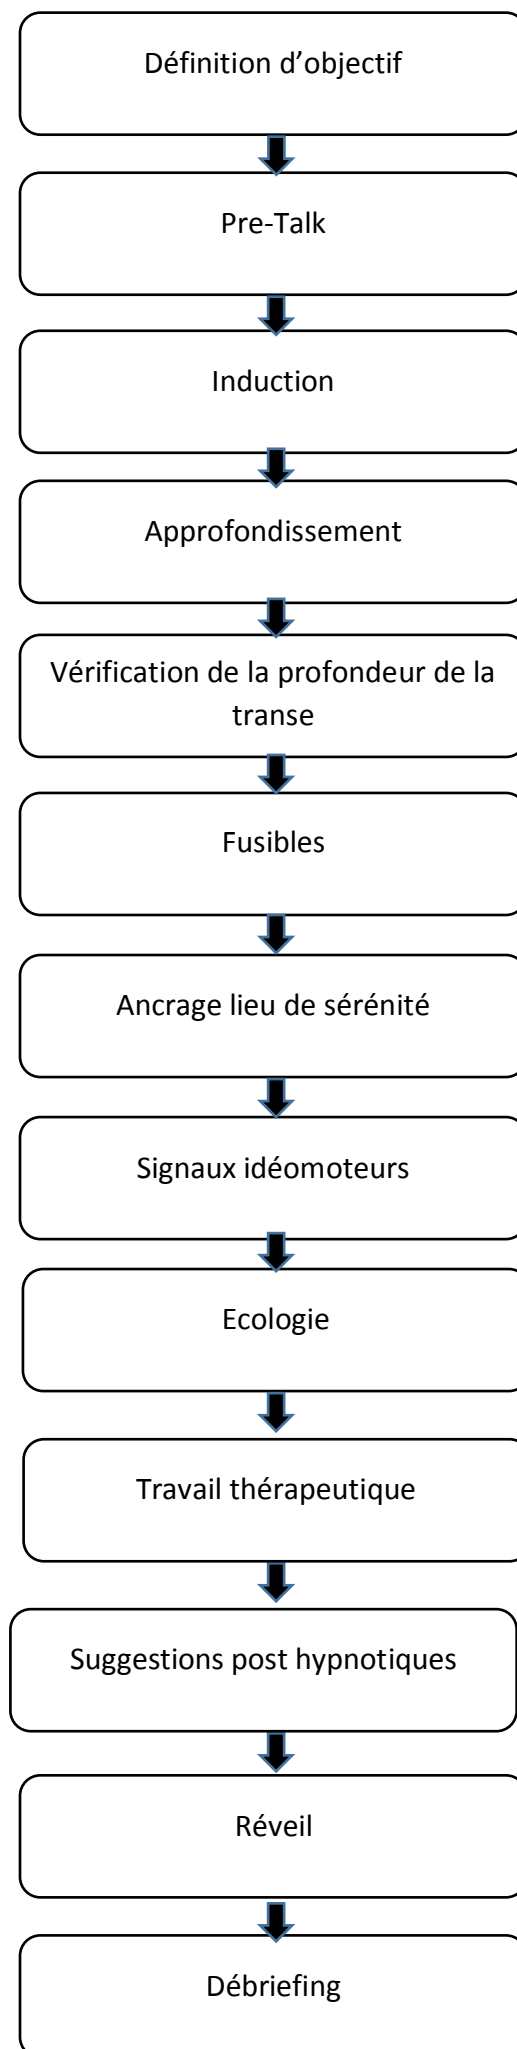 Définition d’objectif
Pre-Talk
Induction
Approfondissement
Vérification de la profondeur de la
transe
Fusibles
Ancrage lieu de sérénité
Signaux idéomoteurs
Ecologie
Travail thérapeutique
Suggestions post hypnotiques
Réveil
Débriefing